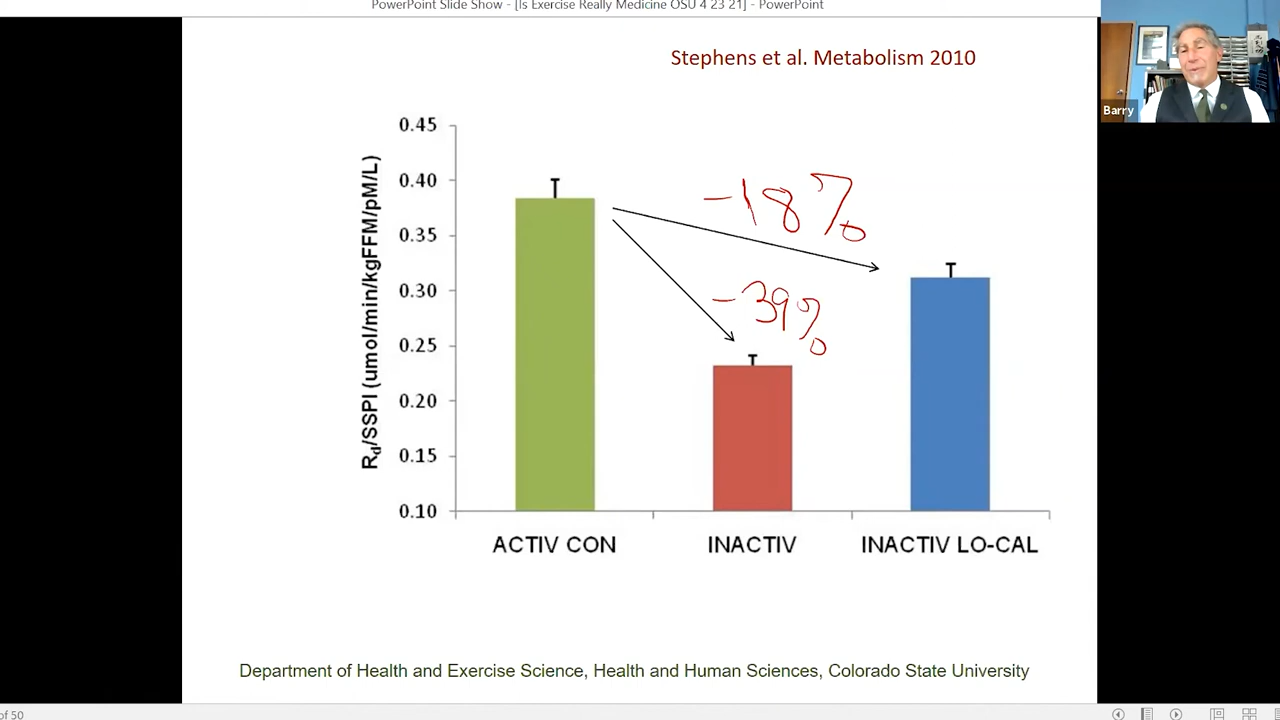 PowerPoint Slide Show - [Is Exercise Really Medicine OSU 4 23 21] - PowerPoint
Stephens et al. Metabolism 2010
Barry
0.45
0.40
0.35
0.30
0.25
0.20
0.15
0.10
Rd/SSPI (umol/min/kgFFM/pM/L)
-18%
-39%
ACTIV CON
INACTIV
INACTIV LO-CAL
Department of Health and Exercise Science, Health and Human Sciences, Colorado State University
of 50